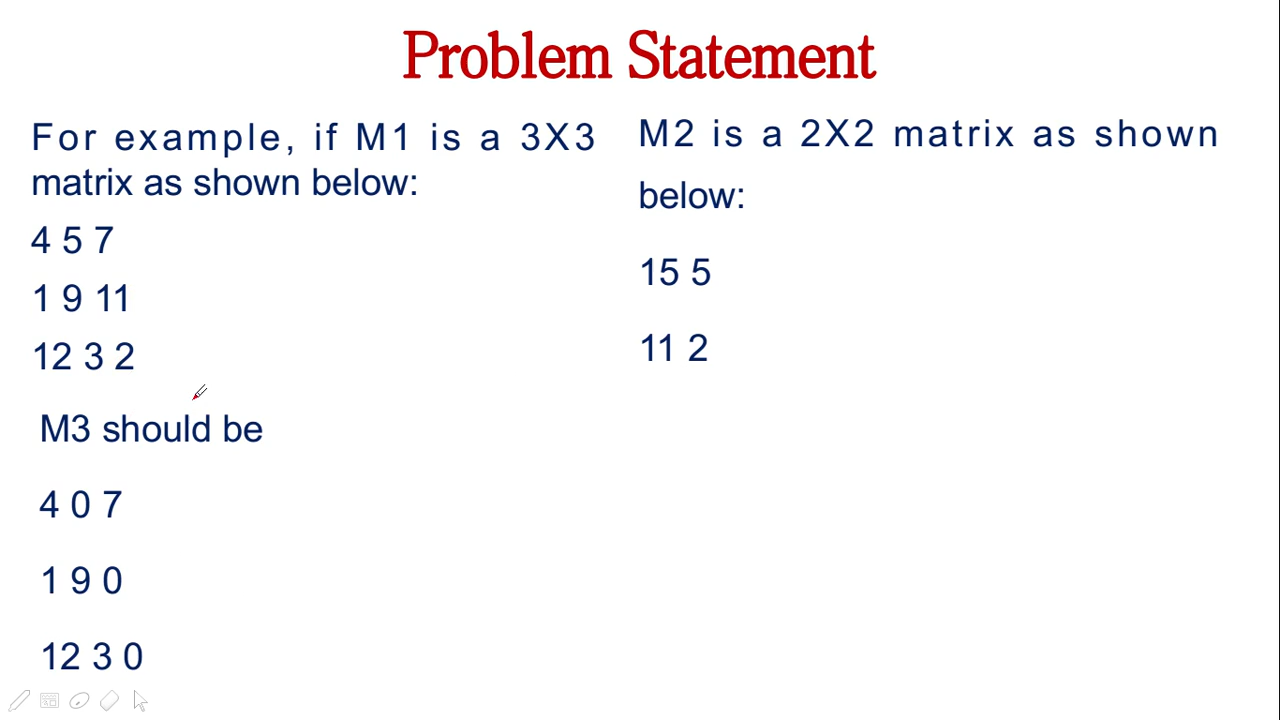 Problem Statement
For example, if M1 is a 3X3
matrix as shown below:
4 5 7
1 9 11
12 3 2
M3 should be
4 0 7
1 9 0
12 3 0
M2 is a 2X2 matrix as shown
below:
15 5
11 2